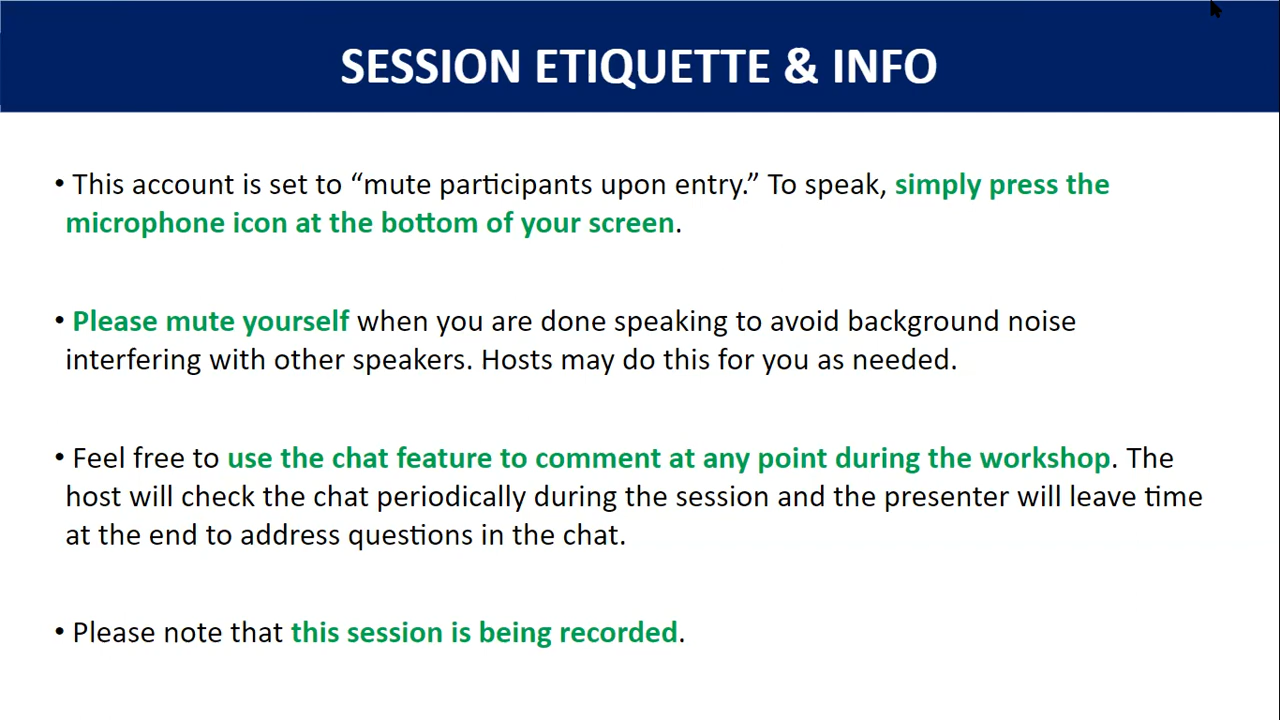 SESSION ETIQUETTE & INFO
• This account is set to “mute participants upon entry.” To speak, simply press the
microphone icon at the bottom of your screen.
• Please mute yourself when you are done speaking to avoid background noise
interfering with other speakers. Hosts may do this for you as needed.
• Feel free to use the chat feature to comment at any point during the workshop. The
host will check the chat periodically during the session and the presenter will leave time
at the end to address questions in the chat.
• Please note that this session is being recorded.